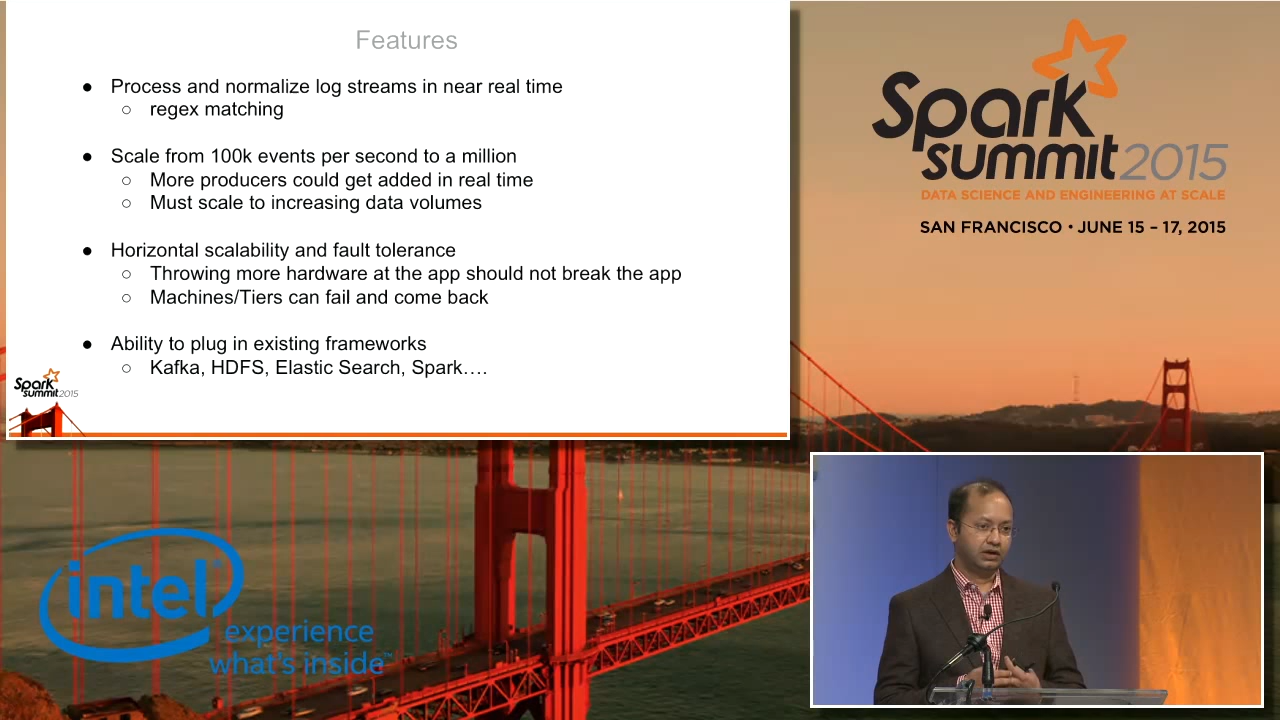 Features
● Process and normalize log streams in near real time
○ regex matching
● Scale from 100k events per second to a million
○ More producers could get added in real time
○ Must scale to increasing data volumes
● Horizontal scalability and fault tolerance
○ Throwing more hardware at the app should not break the app
○ Machines/Tiers can fail and come back
● Ability to plug in existing frameworks
○ Kafka, HDFS, Elastic Search, Spark….
Spark
summit 2015
Spark
summit 2015
DATA SCIENCE AND ENGINEERING AT SCALE
SAN FRANCISCO • JUNE 15 – 17, 2015
intel®
experience
what's inside™